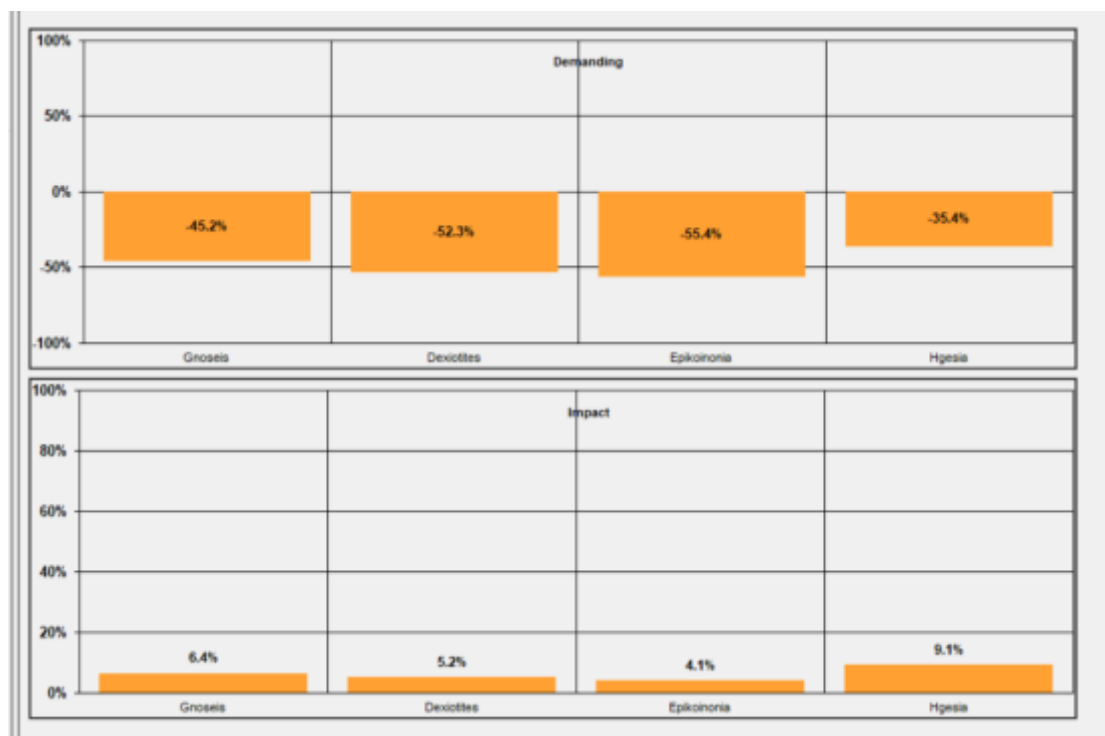 Demanding
100%
50%
0%
-50%
-100%
-45.2%
-52.3%
-55.4%
-35.4%
Gnoseis
Dexiotites
Epikoinonia
Hgesia
Impact
100%
80%
60%
40%
20%
0%
6.4%
5.2%
4.1%
9.1%
Gnoseis
Dexiotites
Epikoinonia
Hgesia